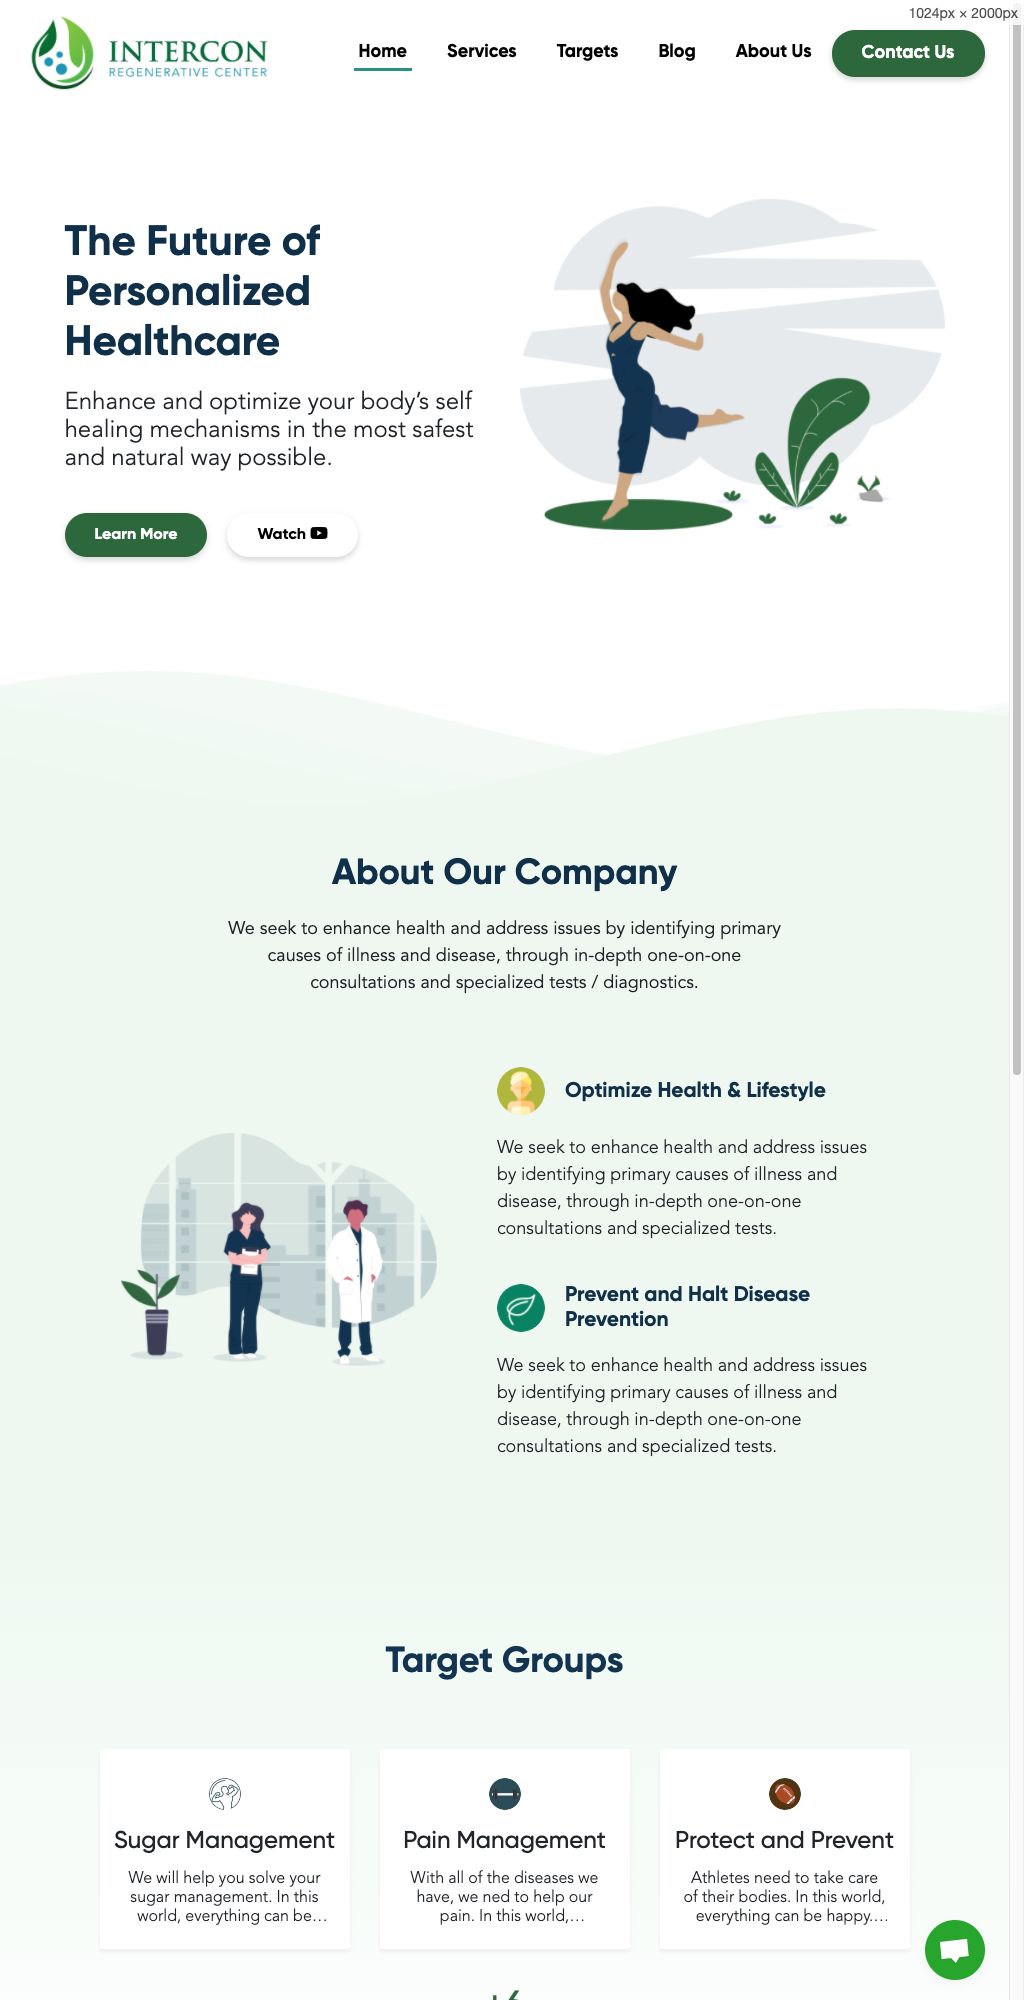 1024px × 2000px
INTERCON
REGENERATIVE CENTER
Home Services Targets Blog About Us Contact Us
The Future of
Personalized
Healthcare
Enhance and optimize your body’s self
healing mechanisms in the most safest
and natural way possible.
Learn More Watch
About Our Company
We seek to enhance health and address issues by identifying primary
causes of illness and disease, through in-depth one-on-one
consultations and specialized tests / diagnostics.
Optimize Health & Lifestyle
We seek to enhance health and address issues
by identifying primary causes of illness and
disease, through in-depth one-on-one
consultations and specialized tests.
Prevent and Halt Disease
Prevention
We seek to enhance health and address issues
by identifying primary causes of illness and
disease, through in-depth one-on-one
consultations and specialized tests.
Target Groups
Sugar Management
We will help you solve your
sugar management. In this
world, everything can be…
Pain Management
With all of the diseases we
have, we ned to help our
pain. In this world,…
Protect and Prevent
Athletes need to take care
of their bodies. In this world,
everything can be happy.…